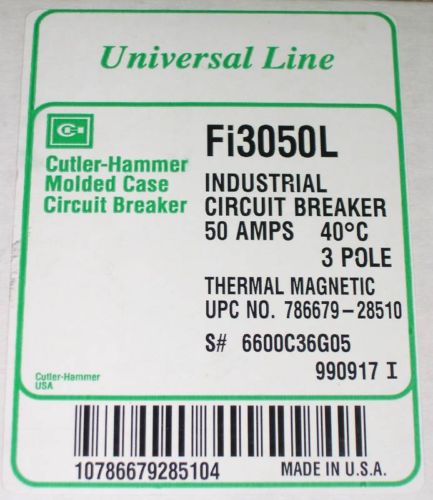 Universal Line
Cutler-Hammer
Molded Case
Circuit Breaker
Fi3050L
INDUSTRIAL
CIRCUIT BREAKER
50 AMPS 40°C
3 POLE
THERMAL MAGNETIC
UPC NO. 786679-28510
S# 6600C36G05
990917 I
Cutler-Hammer
USA
10786679285104
MADE IN U.S.A.